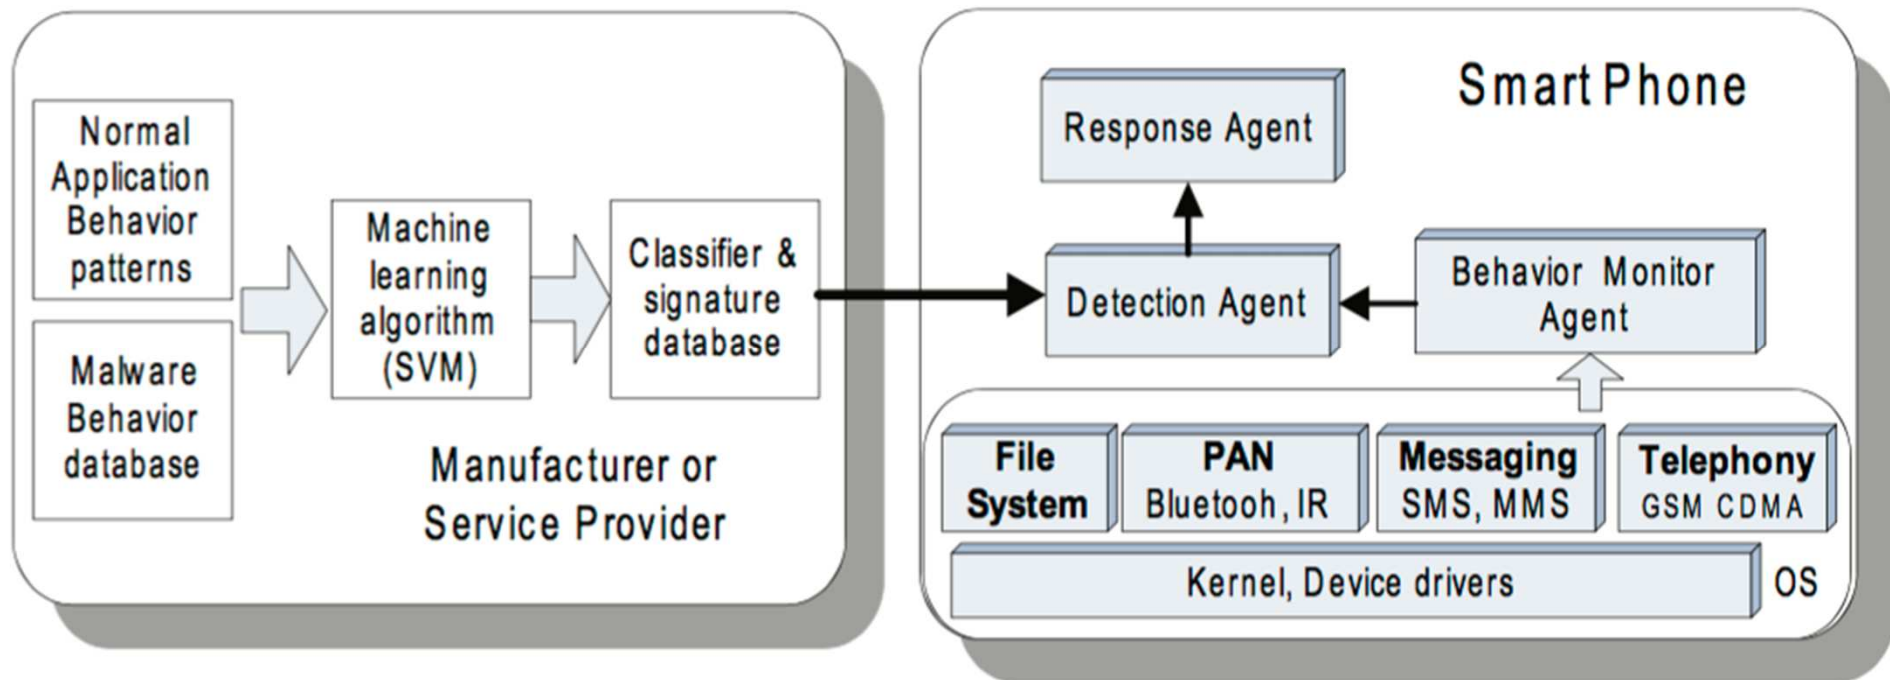 Normal
Application
Behavior
patterns
Malware
Behavior
database
Machine
learning
algorithm
(SVM)
Classifier &
signature
database
Manufacturer or
Service Provider
Smart Phone
Response Agent
Detection Agent
Behavior Monitor
Agent
File
System
PAN
Bluetooh, IR
Messaging
SMS, MMS
Telephony
GSM CDMA
Kernel, Device drivers
OS